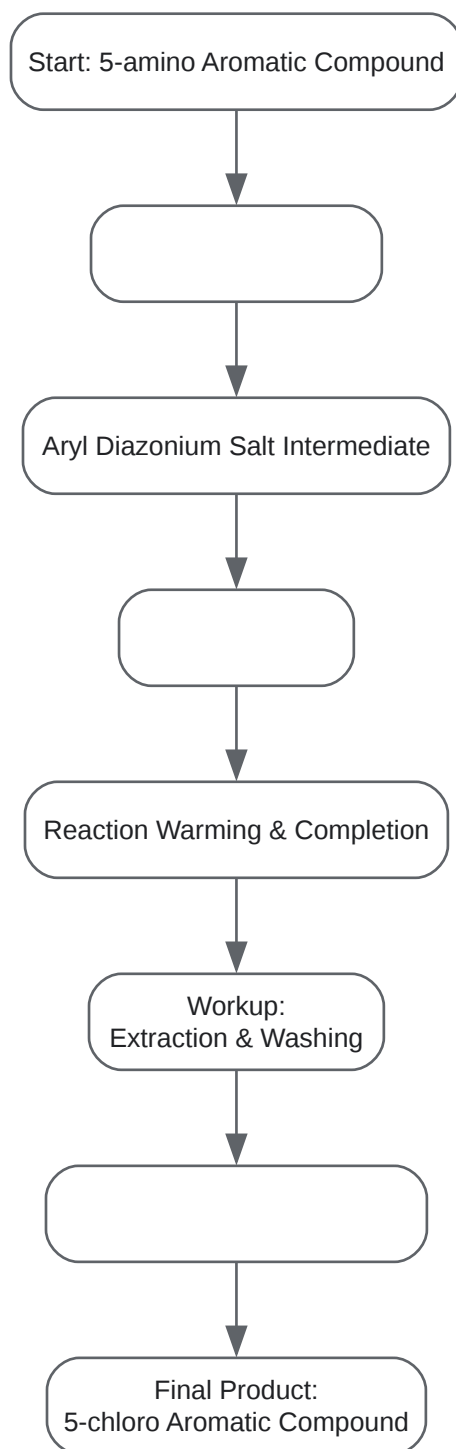 Start: 5-amino Aromatic Compound
Aryl Diazonium Salt Intermediate
Reaction Warming & Completion
Workup:
Extraction & Washing
Final Product:
5-chloro Aromatic Compound